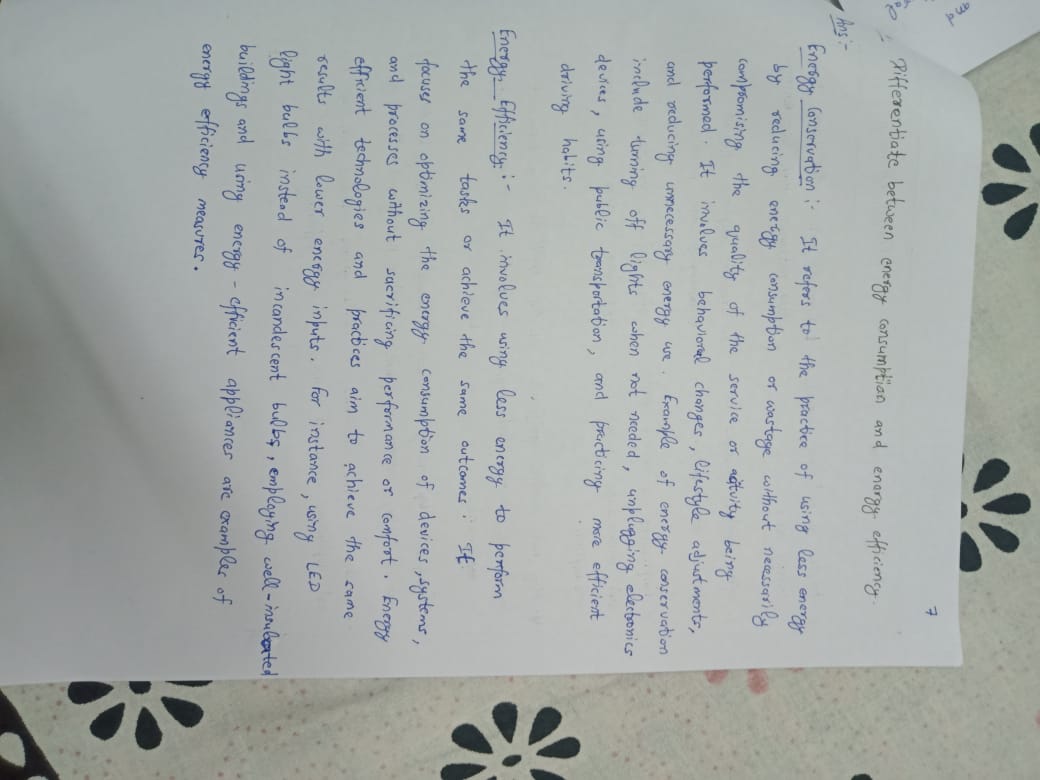 7
Differentiate between energy consumption and energy efficiency.
Ans:-
Energy Conservation:- It refers to the practice of using less energy
by reducing energy consumption or wastage without necessarily
compromising the quality of the service or activity being
performed. It involves behavioral changes, lifestyle adjustments,
and reducing unnecessary energy use. Example of energy conservation
include turning off lights when not needed, unplugging electronics
devices, using public transportation, and practicing more efficient
driving habits.
Energy Efficiency:- It involves using less energy to perform
the same tasks or achieve the same outcomes. It
focuses on optimizing the energy consumption of devices, systems,
and processes without sacrificing performance or comfort. Energy
efficient technologies and practices aim to achieve the same
results with lower energy inputs. For instance, using LED
light bulbs instead of incandescent bulbs, employing well-insulated
buildings and using energy-efficient appliances are examples of
energy efficiency measures.